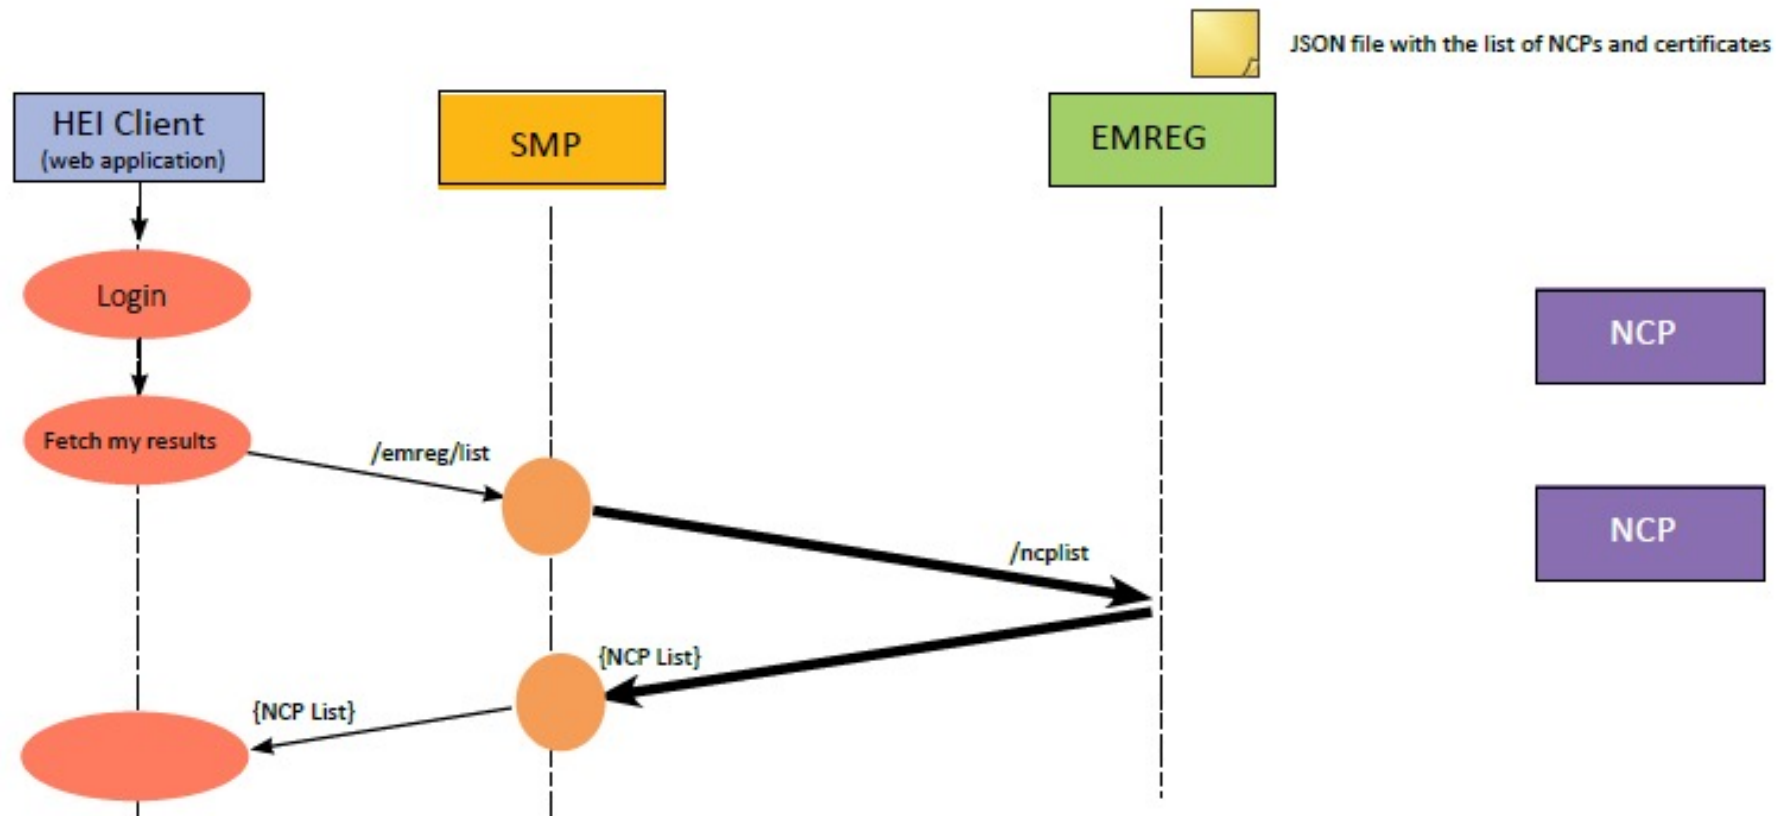 JSON file with the list of NCPs and certificates
HEI Client
(web application)
SMP
EMREG
Login
NCP
Fetch my results
/emreg/list
NCP
/ncplist
{NCP List}
{NCP List}